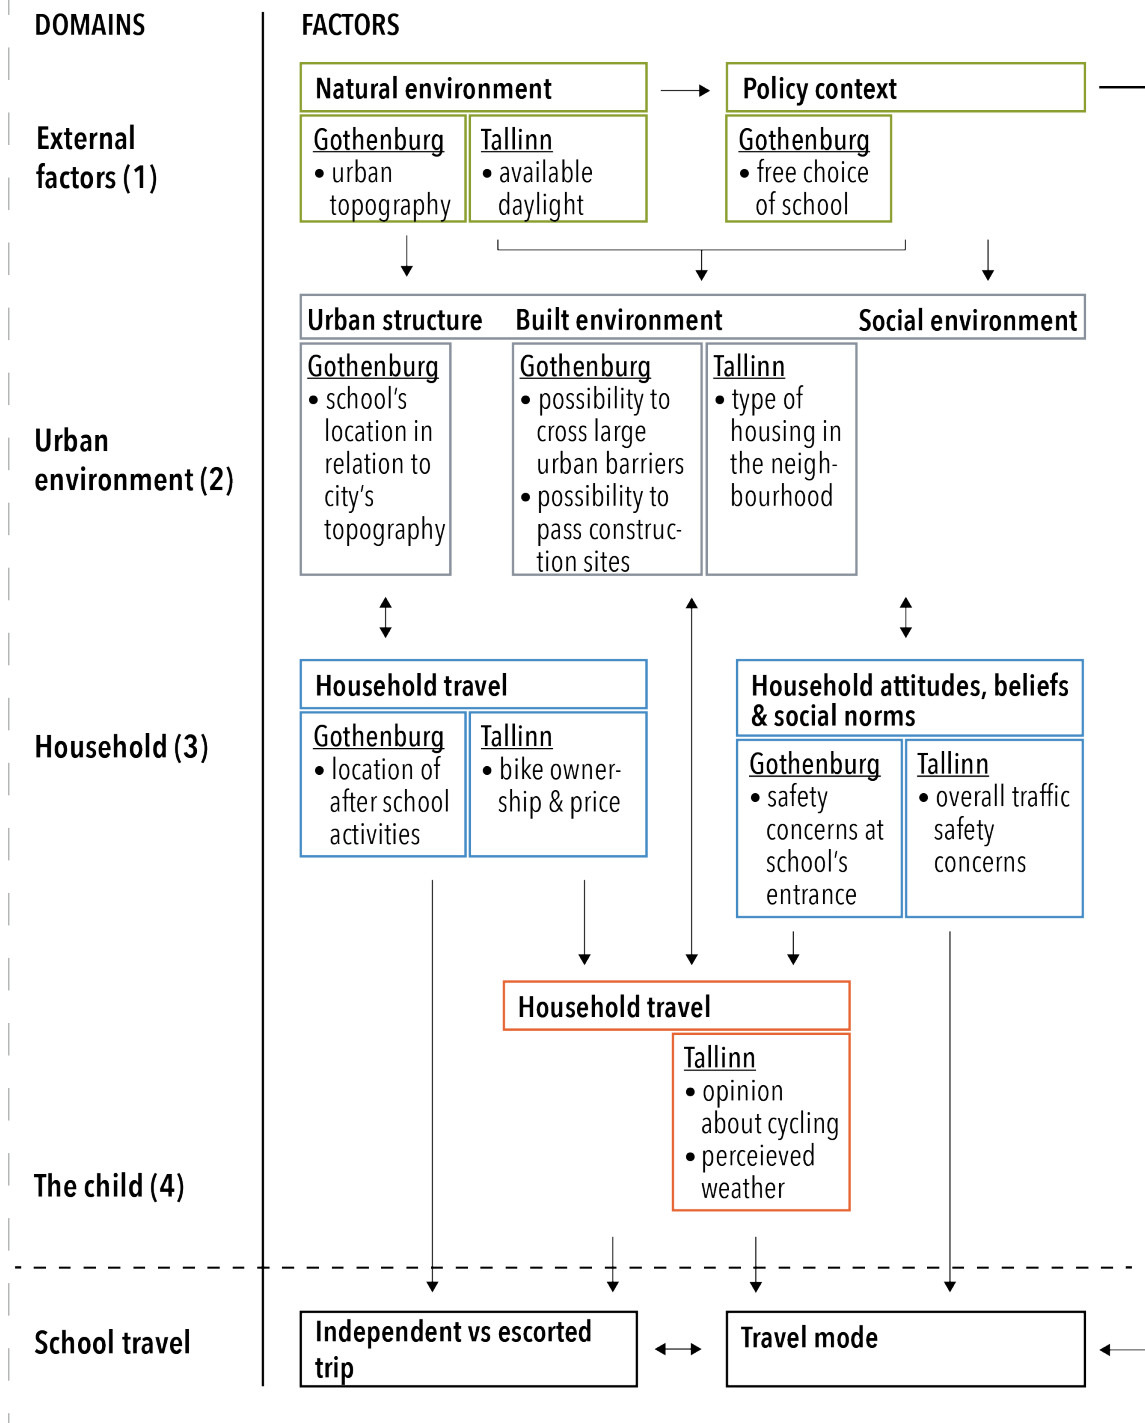 DOMAINS
FACTORS
External
factors (1)
Natural environment
Gothenburg
• urban
topography
Tallinn
• available
daylight
Policy context
Gothenburg
• free choice
of school
Urban
environment (2)
Urban structure
Built environment
Social environment
Gothenburg
• school's
location in
relation to
city's
topography
Gothenburg
• possibility to
cross large
urban barriers
• possibility to
pass construc-
tion sites
Tallinn
• type of
housing in
the neigh-
bourhood
Household (3)
Household travel
Gothenburg
• location of
after school
activities
Tallinn
• bike owner-
ship & price
Household attitudes, beliefs
& social norms
Gothenburg
• safety
concerns at
school's
entrance
Tallinn
• overall traffic
safety
concerns
The child (4)
Household travel
Tallinn
• opinion
about cycling
• perceieved
weather
School travel
Independent vs escorted
trip
Travel mode